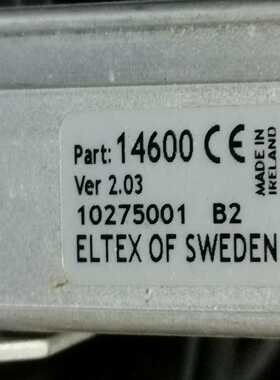 Part: 14600 CE
MADE IN
IRELAND
Ver 2.03
10275001 B2
ELTEX OF SWEDEN